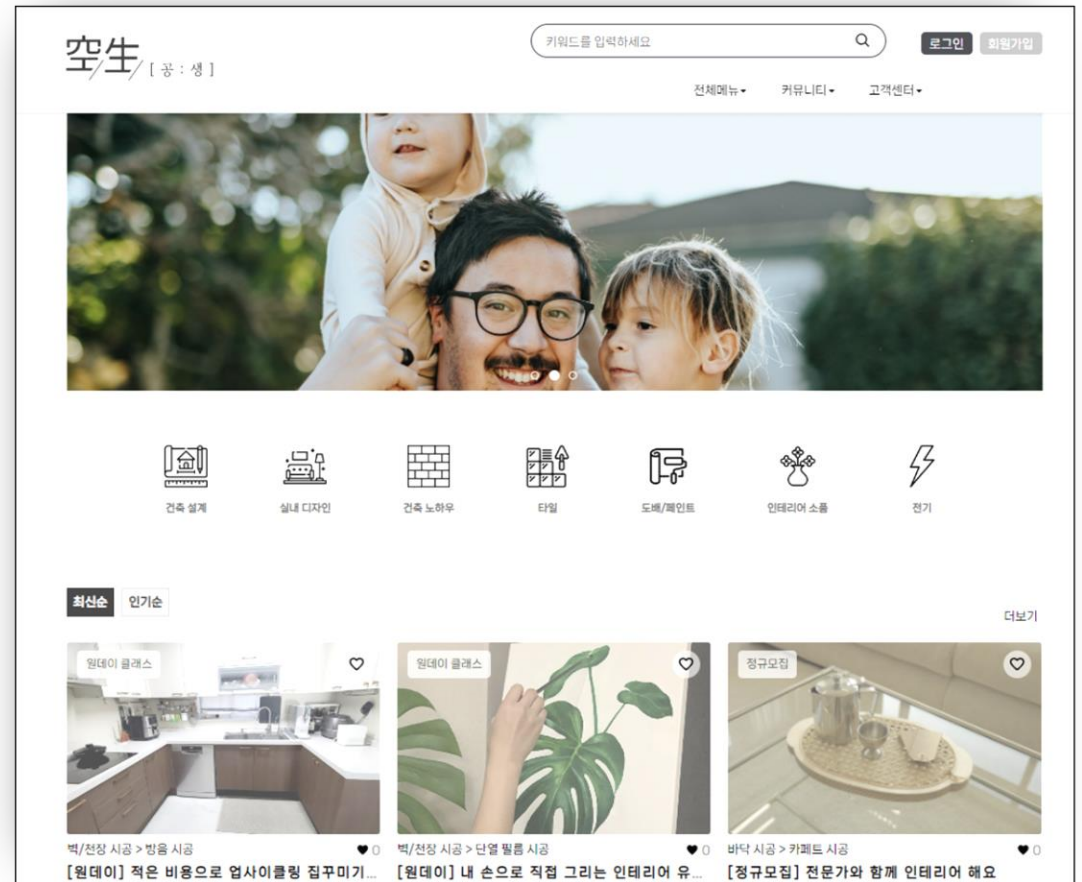 空生 [ 공 : 생 ]
키워드를 입력하세요
로그인 회원가입
전체메뉴 커뮤니티 고객센터
건축 설계 실내 디자인 건축 노하우 타일 도배/페인트 인테리어 소품 전기
최신순 인기순
더보기
원데이 클래스 원데이 클래스 정규모집
벽/천장 시공 > 방음 시공 0 벽/천장 시공 > 단열 필름 시공 0 바닥 시공 > 카페트 시공 0
[원데이] 적은 비용으로 업사이클링 집꾸미기... [원데이] 내 손으로 직접 그리는 인테리어 유... [정규모집] 전문가와 함께 인테리어 해요